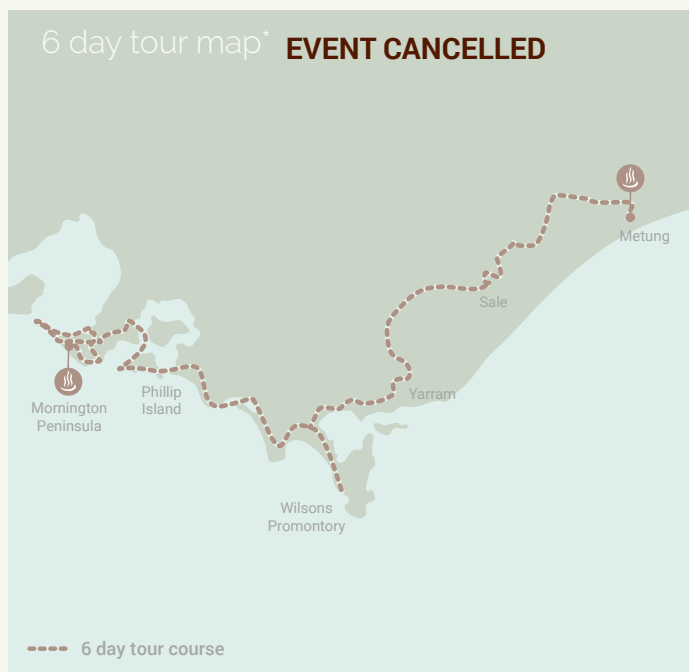 6 day tour map* EVENT CANCELLED
Metung
Sale
Yarram
Phillip
Island
Mornington
Peninsula
Wilsons
Promontory
6 day tour course